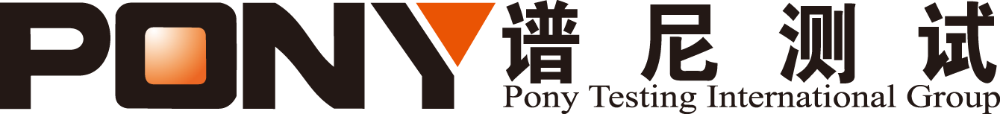 PONY
谱尼测试
Pony Testing International Group